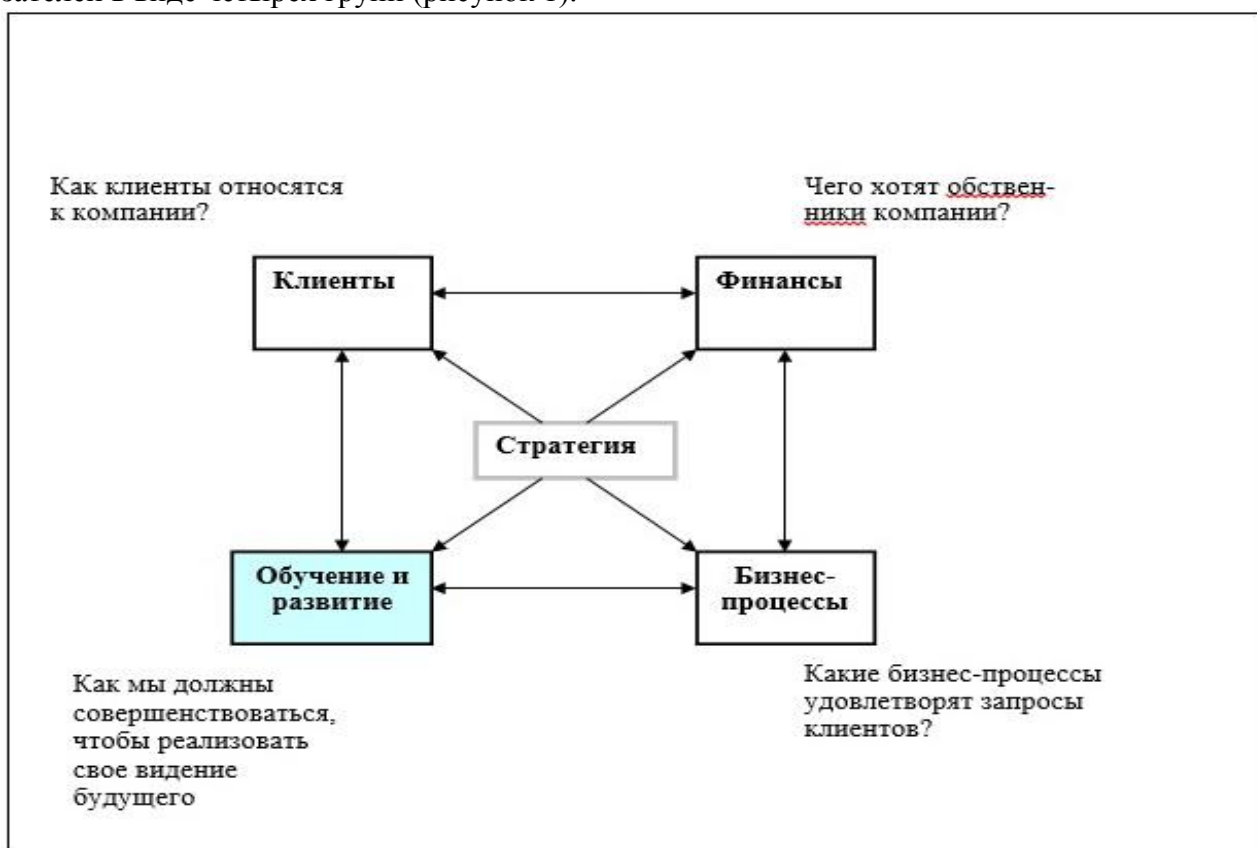 Как клиенты относятся
к компании?
Чего хотят обствен-
ники компании?
Клиенты
Финансы
Стратегия
Обучение и
развитие
Бизнес-
процессы
Как мы должны
совершенствоваться,
чтобы реализовать
свое видение
будущего
Какие бизнес-процессы
удовлетворят запросы
клиентов?